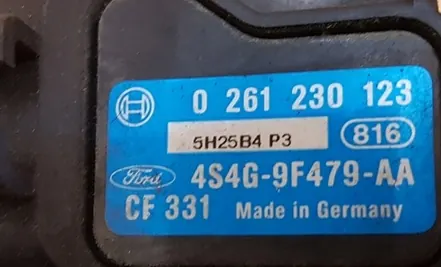 0 261 230 123
5H25B4 P3 816
Ford 4S4G-9F479-AA
CF 331 Made in Germany